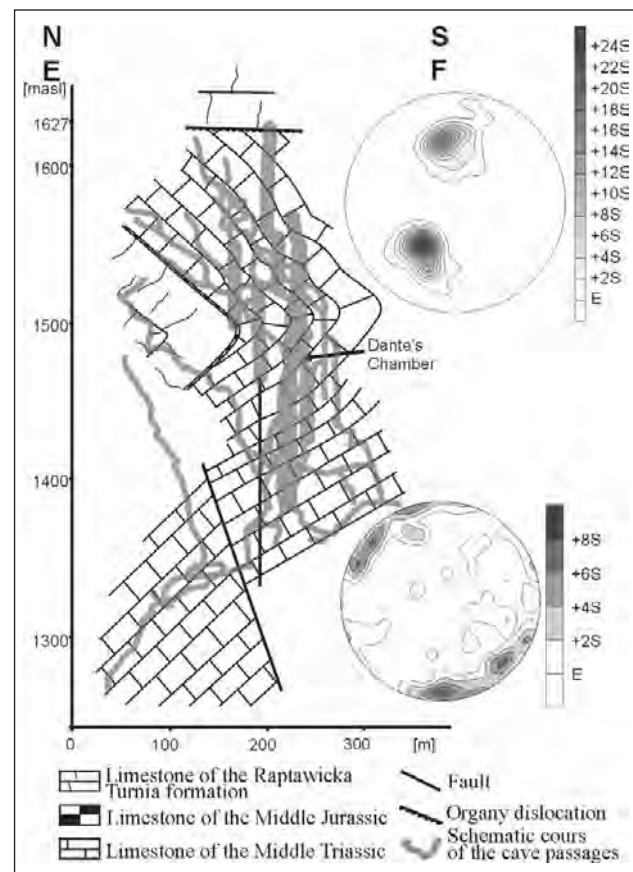 N
E
S
F
[masl]
1627
1600
1500
1400
1300
+24S
+22S
+20S
+18S
+16S
+14S
+12S
+10S
+8S
+6S
+4S
+2S
E
Dante's
Chamber
+8S
+6S
+4S
+2S
E
0
100
200
300
[m]
Limestone of the Raptawicka
Turnia formation
Limestone of the Middle Jurassic
Limestone of the Middle Triassic
Fault
Organy dislocation
Schematic cours
of the cave passages